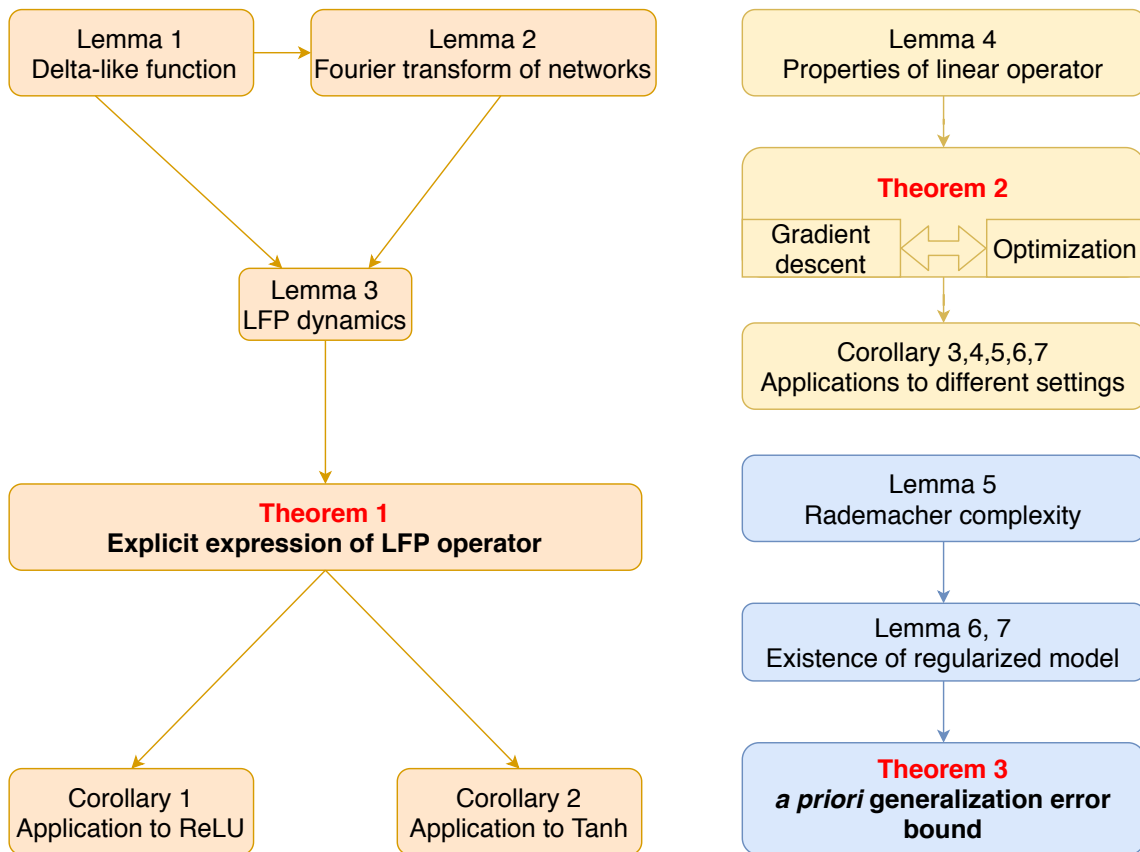 Lemma 1
Delta-like function
Lemma 2
Fourier transform of networks
Lemma 3
LFP dynamics
Theorem 1
Explicit expression of LFP operator
Corollary 1
Application to ReLU
Corollary 2
Application to Tanh
Lemma 4
Properties of linear operator
Theorem 2
Gradient
descent
Optimization
Corollary 3,4,5,6,7
Applications to different settings
Lemma 5
Rademacher complexity
Lemma 6, 7
Existence of regularized model
Theorem 3
a priori generalization error
bound